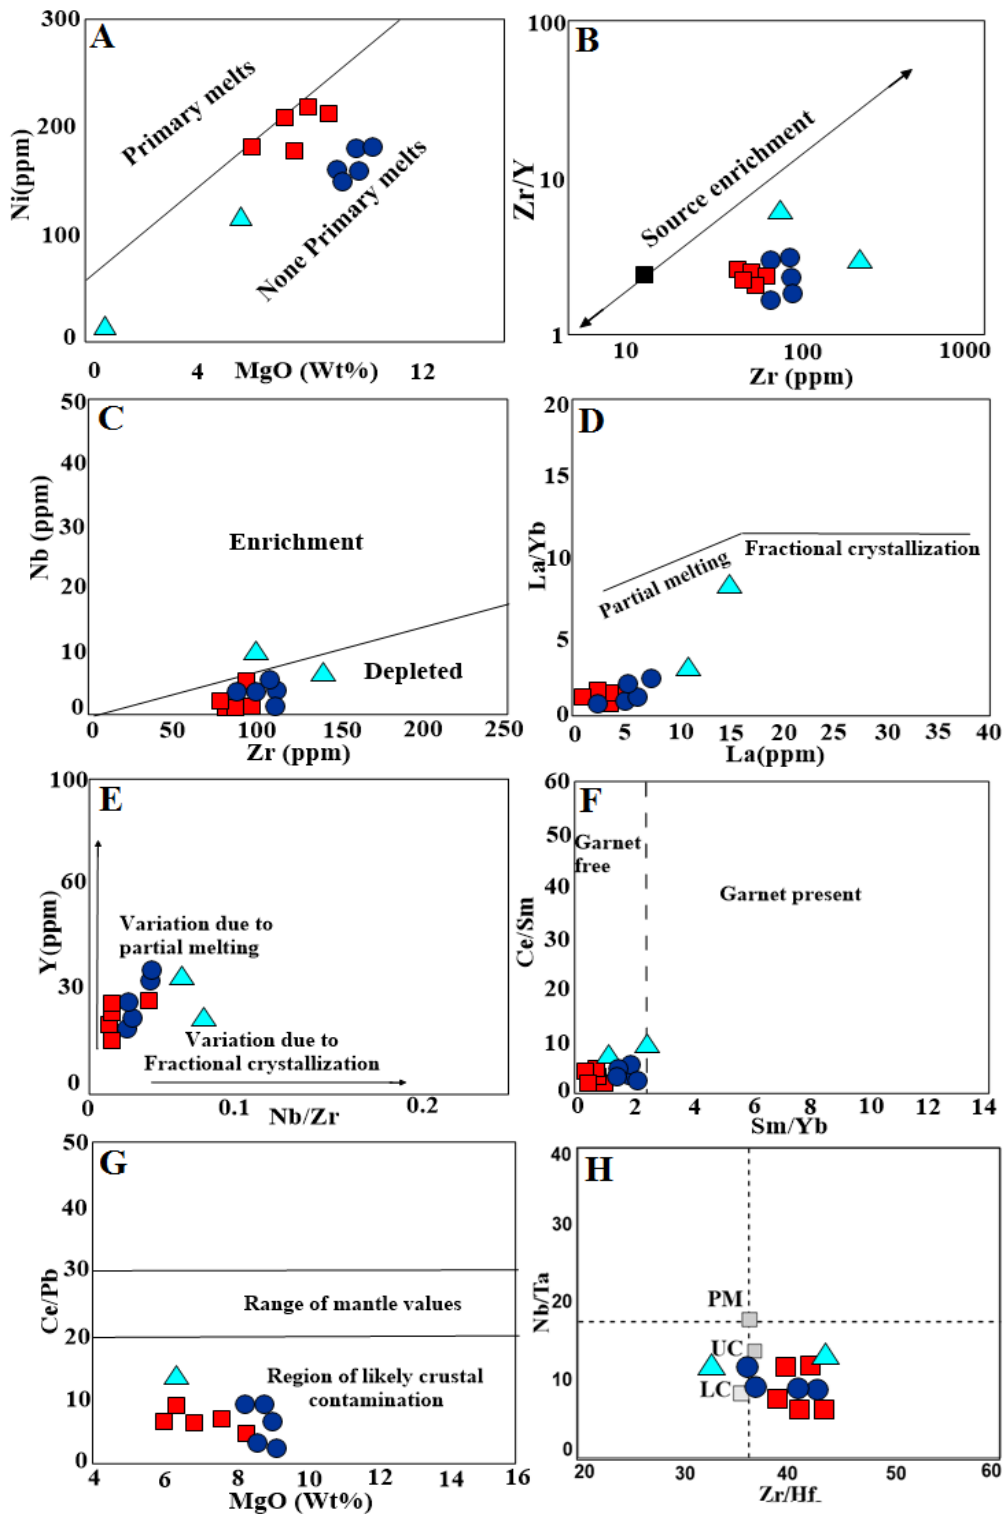 A
300
200
100
0
Ni(ppm)
Primary melts
None Primary melts
0
4
MgO (Wt%)
12
B
100
10
1
Zr/Y
Source enrichment
10
100
1000
Zr (ppm)
C
50
40
30
20
10
0
Nb (ppm)
Enrichment
Depleted
0
50
100
150
200
250
Zr (ppm)
D
20
15
10
5
0
La/Yb
Partial melting
Fractional crystallization
0
5
10
15
20
25
30
35
40
La(ppm)
E
100
60
30
0
Y(ppm)
Variation due to
partial melting
Variation due to
Fractional crystallization
0
0.1
0.2
Nb/Zr
F
60
50
40
30
20
10
0
Ce/Sm
Garnet
free
Garnet present
0
2
4
6
8
10
12
14
Sm/Yb
G
50
40
30
20
10
0
Ce/Pb
Range of mantle values
Region of likely crustal
contamination
4
6
8
10
12
14
16
MgO (Wt%)
H
40
30
20
10
0
Nb/Ta
PM
UC
LC
20
30
40
50
60
Zr/Hf